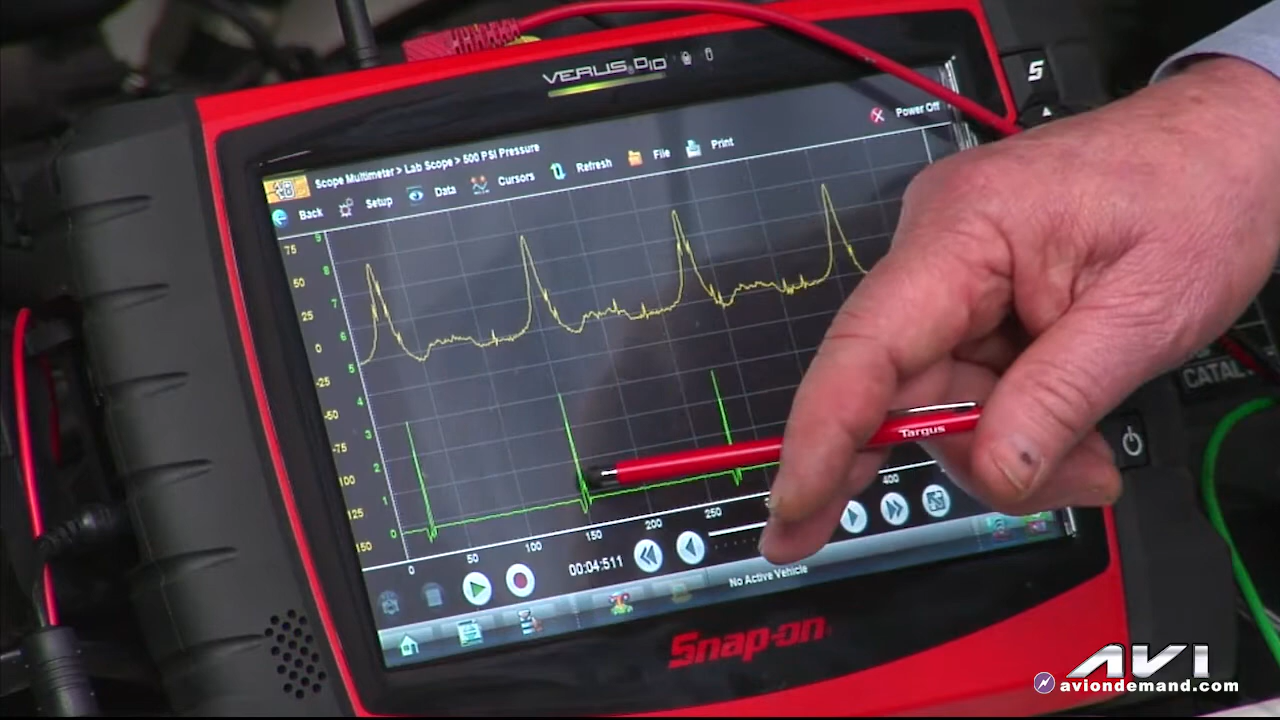 VERUS PRO
S
Power Off
Scope Multimeter > Lab Scope > 500 PSI Pressure
Back Setup Data Cursors Refresh File Print
75 9
8
50
7
25
6
0
5
-25
4
-50
3
-75
2
100
1
125
0
150
0 50 100 150 200 250 400
00:04:511
No Active Vehicle
Snap-on
Targus
AVI
aviondemand.com